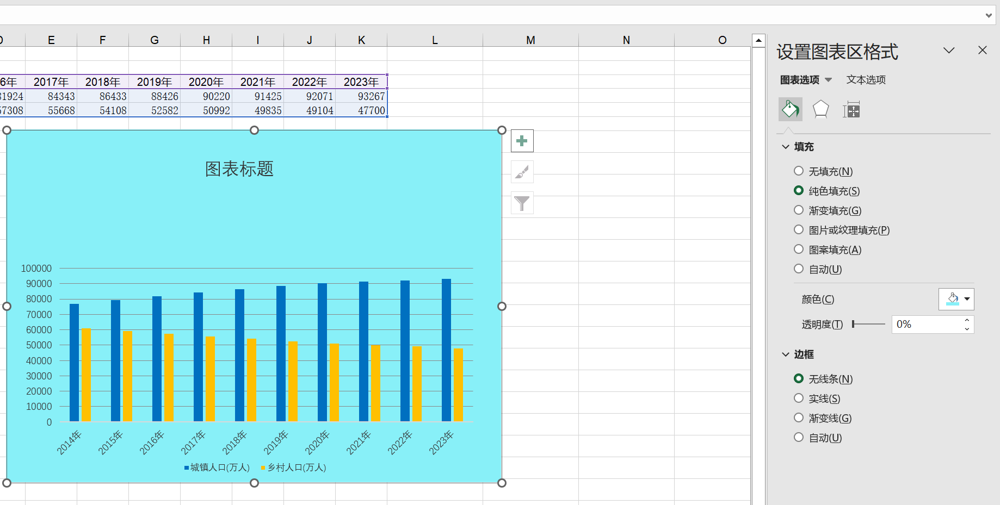 E F G H I J K L M N O
6年 2017年 2018年 2019年 2020年 2021年 2022年 2023年
81924 84343 86433 88426 90220 91425 92071 93267
57308 55668 54108 52582 50992 49835 49104 47700
图表标题
100000
90000
80000
70000
60000
50000
40000
30000
20000
10000
0
2014年 2015年 2016年 2017年 2018年 2019年 2020年 2021年 2022年 2023年
城镇人口(万人) 乡村人口(万人)
设置图表区格式
图表选项 文本选项
填充
无填充(N)
纯色填充(S)
渐变填充(G)
图片或纹理填充(P)
图案填充(A)
自动(U)
颜色(C)
透明度(T) 0%
边框
无线条(N)
实线(S)
渐变线(G)
自动(U)